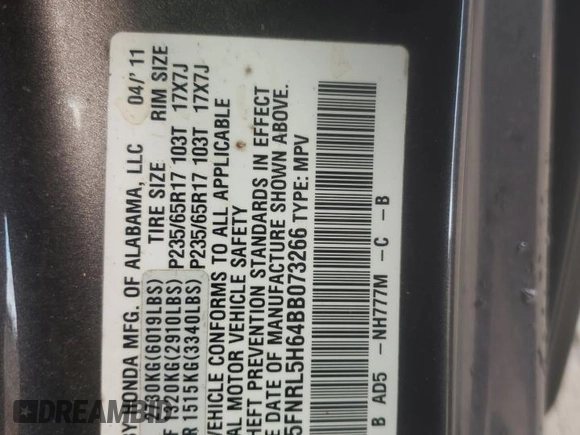 BY HONDA MFG. OF ALABAMA, LLC 04/'11
TIRE SIZE RIM SIZE
2730KG(6019LBS)
F 1320KG(2910LBS) P235/65R17 103T 17X7J
R 1515KG(3340LBS) P235/65R17 103T 17X7J
VEHICLE CONFORMS TO ALL APPLICABLE
MOTOR VEHICLE SAFETY
THEFT PREVENTION STANDARDS IN EFFECT
DATE OF MANUFACTURE SHOWN ABOVE.
5FNRL5H64BB073266 TYPE: MPV
B AD5 -NH777M -C -B
DREAMBID